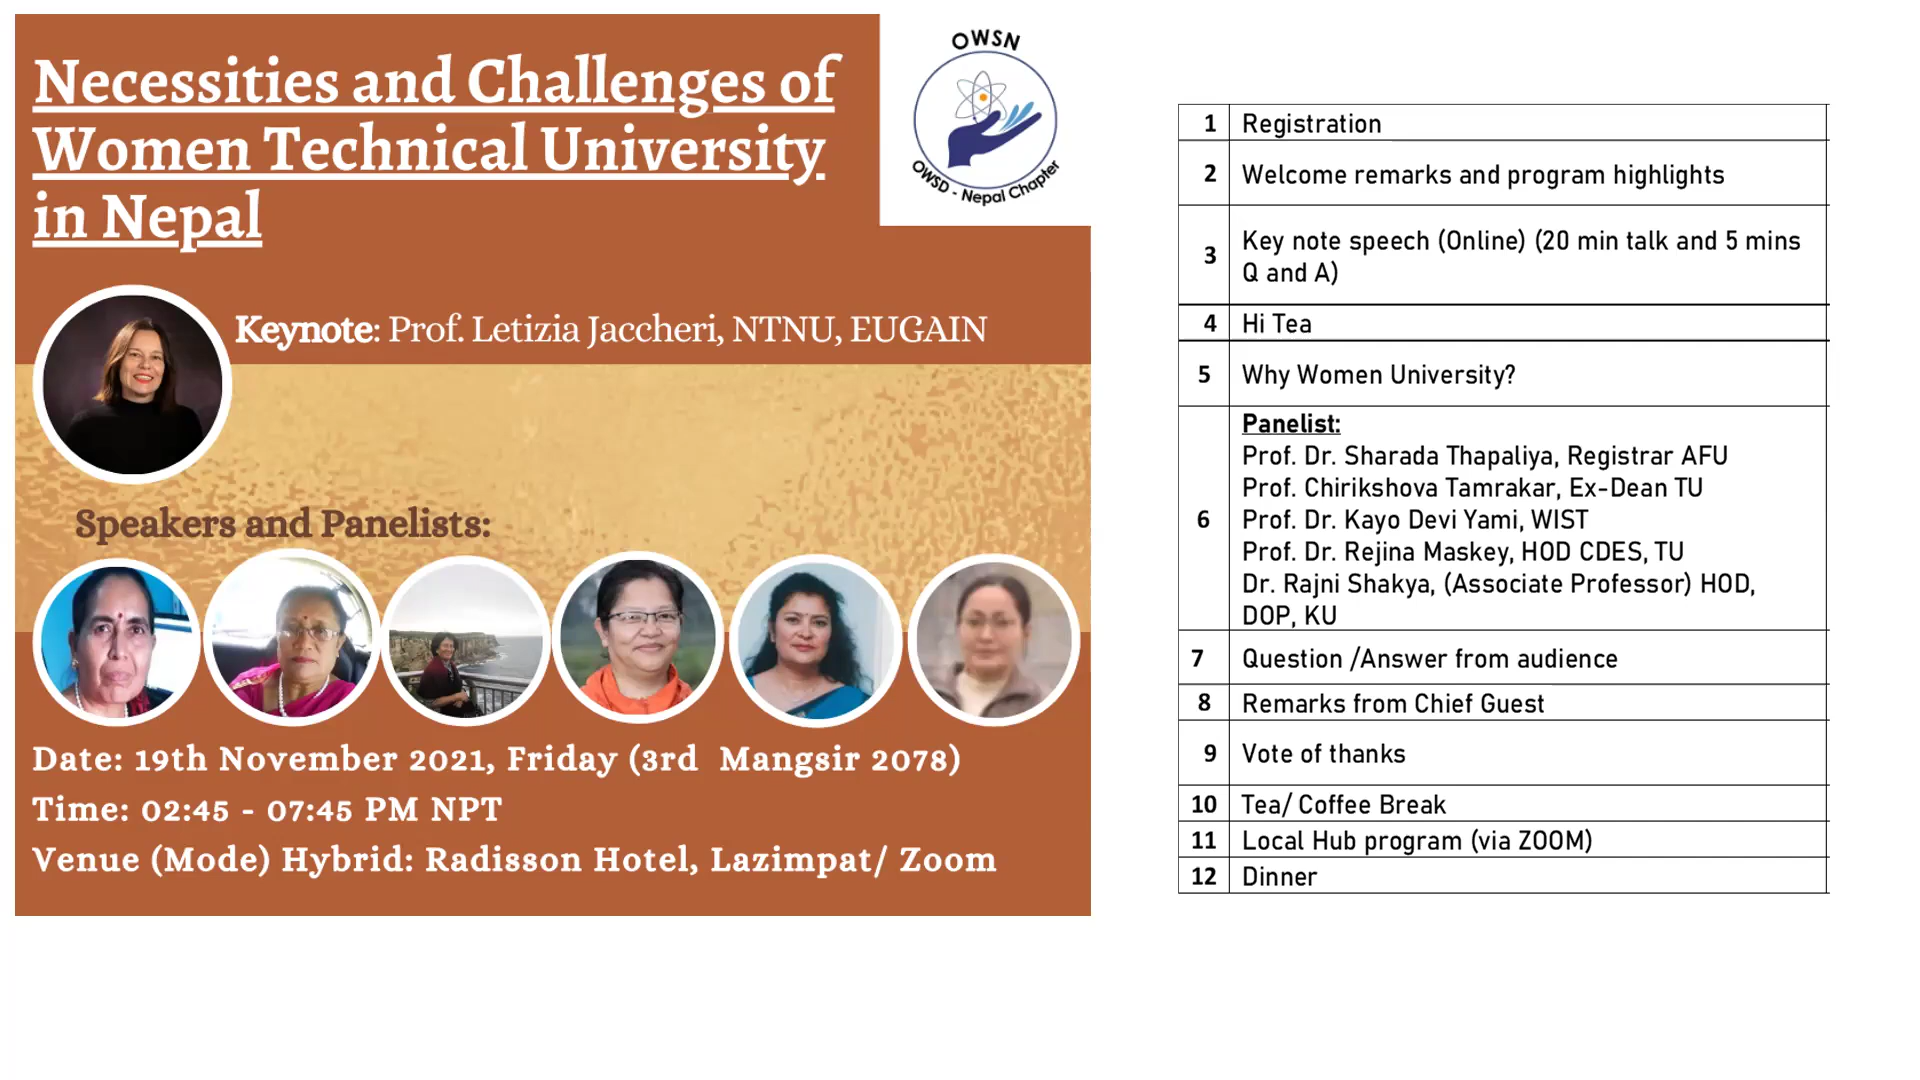 Necessities and Challenges of
Women Technical University
in Nepal
OWSN
OWSD - Nepal Chapter
Keynote: Prof. Letizia Jaccheri, NTNU, EUGAIN
Speakers and Panelists:
Date: 19th November 2021, Friday (3rd Mangsir 2078)
Time: 02:45 - 07:45 PM NPT
Venue (Mode) Hybrid: Radisson Hotel, Lazimpat/ Zoom
1 Registration
2 Welcome remarks and program highlights
3 Key note speech (Online) (20 min talk and 5 mins
Q and A)
4 Hi Tea
5 Why Women University?
6 Panelist:
Prof. Dr. Sharada Thapaliya, Registrar AFU
Prof. Chirikshova Tamrakar, Ex-Dean TU
Prof. Dr. Kayo Devi Yami, WIST
Prof. Dr. Rejina Maskey, HOD CDES, TU
Dr. Rajni Shakya, (Associate Professor) HOD,
DOP, KU
7 Question /Answer from audience
8 Remarks from Chief Guest
9 Vote of thanks
10 Tea/ Coffee Break
11 Local Hub program (via ZOOM)
12 Dinner